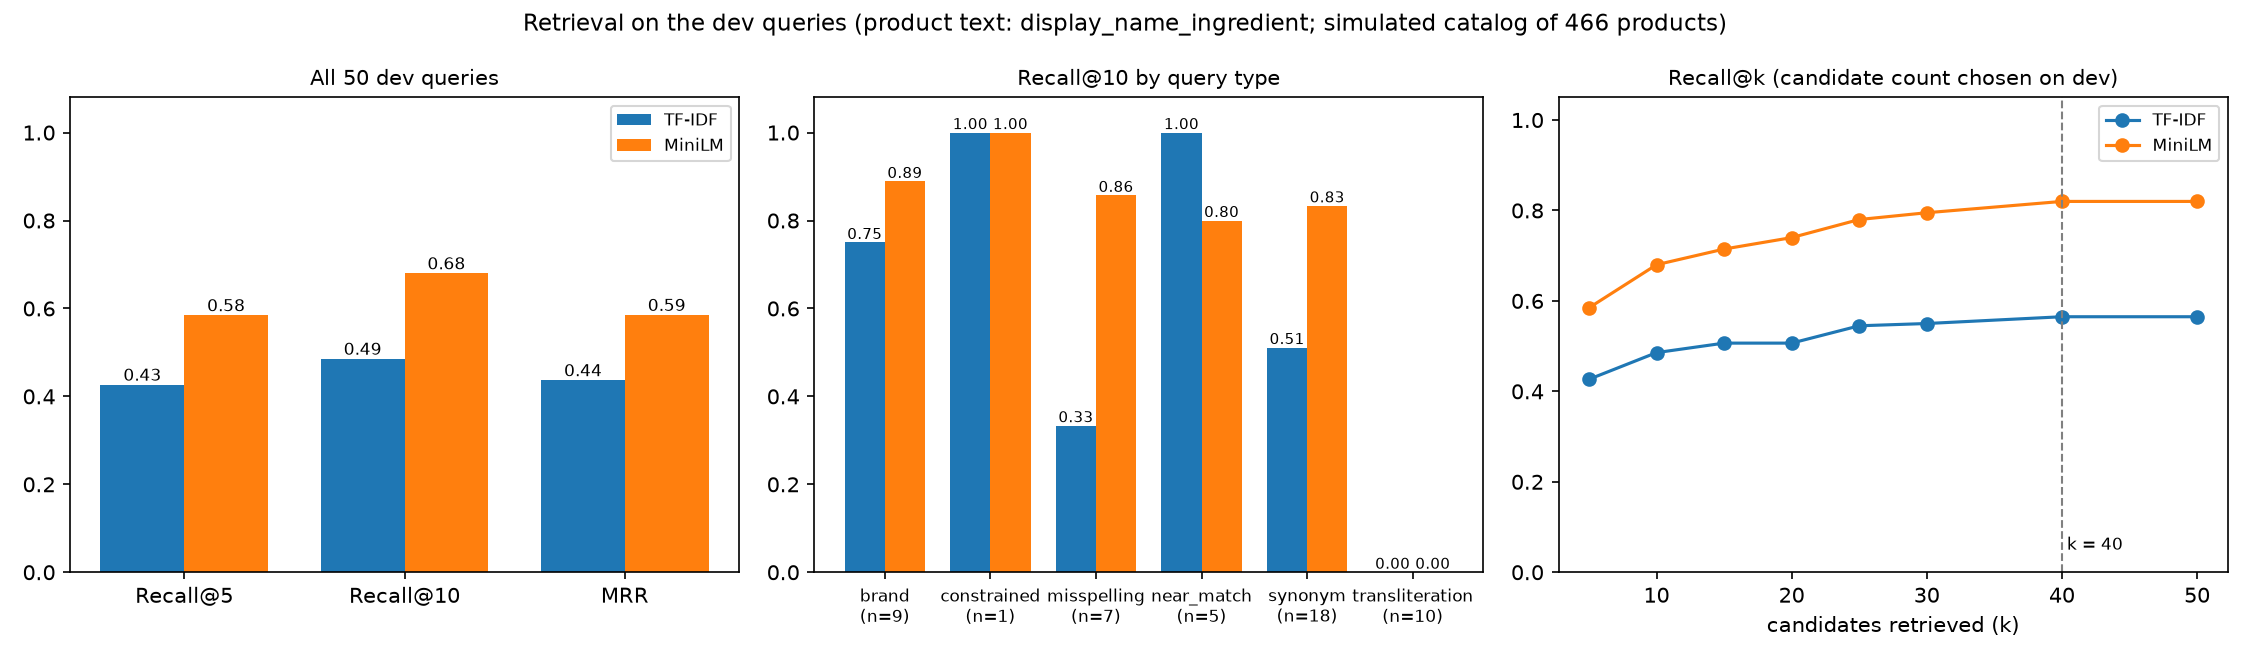 Retrieval on the dev queries (product text: display_name_ingredient; simulated catalog of 466 products)
All 50 dev queries
TF-IDF
MiniLM
1.0
0.8
0.6
0.4
0.2
0.0
0.43
0.58
0.49
0.68
0.44
0.59
Recall@5
Recall@10
MRR
Recall@10 by query type
1.0
0.8
0.6
0.4
0.2
0.0
0.75
0.89
1.00
1.00
0.33
0.86
1.00
0.80
0.51
0.83
0.00
0.00
brand
(n=9)
constrained
(n=1)
misspelling
(n=7)
near_match
(n=5)
synonym
(n=18)
transliteration
(n=10)
Recall@k (candidate count chosen on dev)
TF-IDF
MiniLM
1.0
0.8
0.6
0.4
0.2
0.0
k = 40
10
20
30
40
50
candidates retrieved (k)